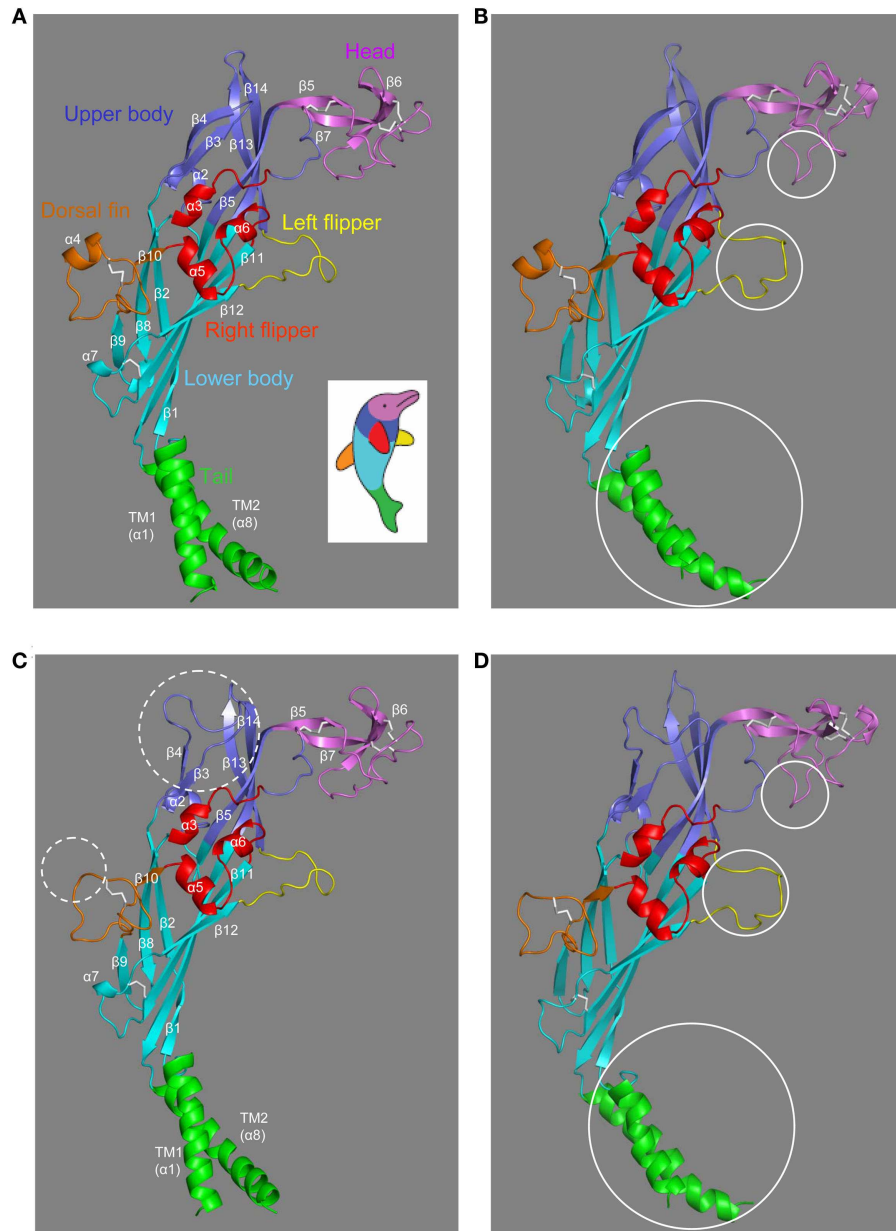 A
Head
β14
β5
β6
Upper body
β4
β7
β3
β13
α2
Dorsal fin
α3
β5
Left flipper
α4
α6
β10
α5
β11
β2
β12
β8
Right flipper
β9
α7
Lower body
β1
Tail
TM1
(α1)
TM2
(α8)
B
C
β14
β5
β6
β4
β13
β7
β3
α2
β5
α3
α6
β10
α5
β11
β2
β12
β8
β9
α7
β1
TM2
(α8)
TM1
(α1)
D